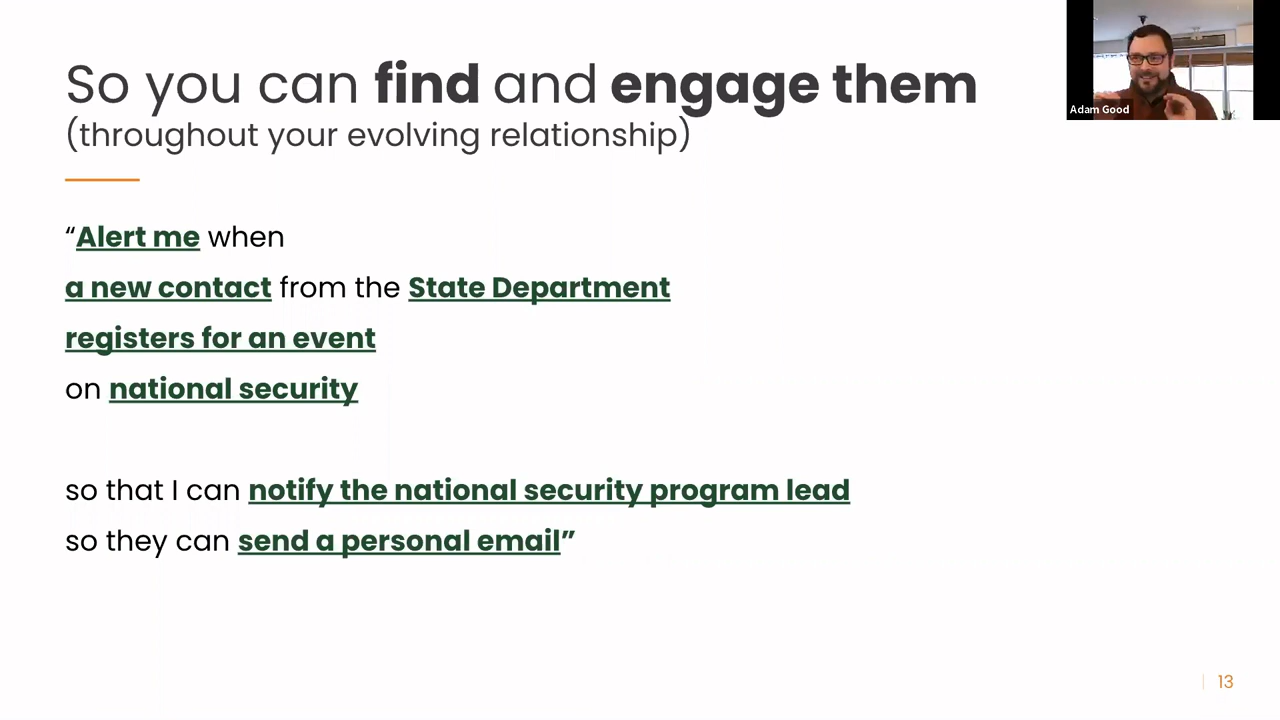 So you can find and engage them
(throughout your evolving relationship)
Adam Good
“Alert me when
a new contact from the State Department
registers for an event
on national security
so that I can notify the national security program lead
so they can send a personal email”
13